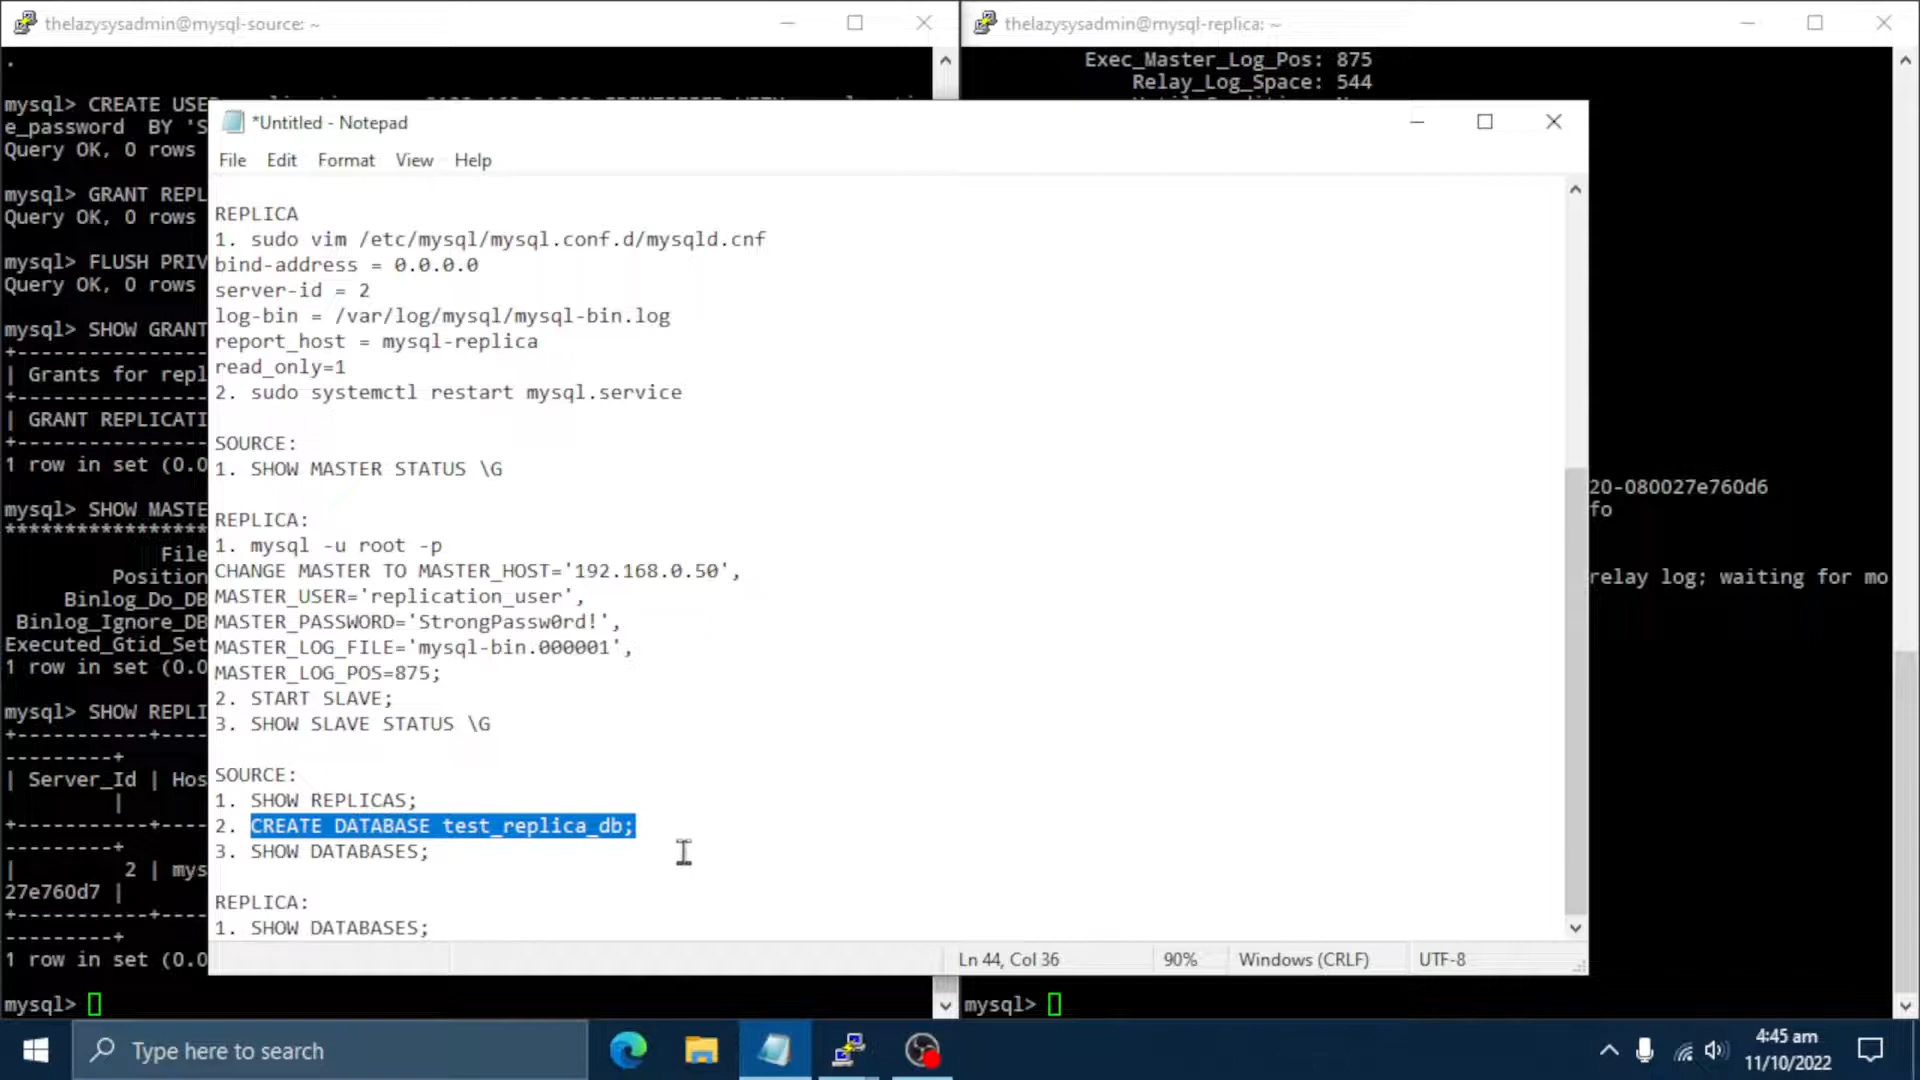 thelazysysadmin@mysql-source: ~
.
mysql> CREATE USE
e_password  BY 'S
Query OK, 0 rows
mysql> GRANT REPL
Query OK, 0 rows
mysql> FLUSH PRIV
Query OK, 0 rows
mysql> SHOW GRANT
+----------------
| Grants for repl
+----------------
| GRANT REPLICATI
+----------------
1 row in set (0.0
mysql> SHOW MASTE
*****************
File
Position
Binlog_Do_DB
Binlog_Ignore_DB
Executed_Gtid_Set
1 row in set (0.0
mysql> SHOW REPLI
+-----------+----
---------+
| Server_Id | Hos
|
+-----------+----
---------+
|         2 | mys
27e760d7 |
+-----------+----
---------+
1 row in set (0.0
mysql>
thelazysysadmin@mysql-replica: ~
Exec_Master_Log_Pos: 875
Relay_Log_Space: 544
20-080027e760d6
fo
relay log; waiting for mo
mysql>
*Untitled - Notepad
File Edit Format View Help
REPLICA
1. sudo vim /etc/mysql/mysql.conf.d/mysqld.cnf
bind-address = 0.0.0.0
server-id = 2
log-bin = /var/log/mysql/mysql-bin.log
report_host = mysql-replica
read_only=1
2. sudo systemctl restart mysql.service
SOURCE:
1. SHOW MASTER STATUS \G
REPLICA:
1. mysql -u root -p
CHANGE MASTER TO MASTER_HOST='192.168.0.50',
MASTER_USER='replication_user',
MASTER_PASSWORD='StrongPassw0rd!',
MASTER_LOG_FILE='mysql-bin.000001',
MASTER_LOG_POS=875;
2. START SLAVE;
3. SHOW SLAVE STATUS \G
SOURCE:
1. SHOW REPLICAS;
2. CREATE DATABASE test_replica_db;
3. SHOW DATABASES;
REPLICA:
1. SHOW DATABASES;
Ln 44, Col 36 90% Windows (CRLF) UTF-8
Type here to search
4:45 am
11/10/2022